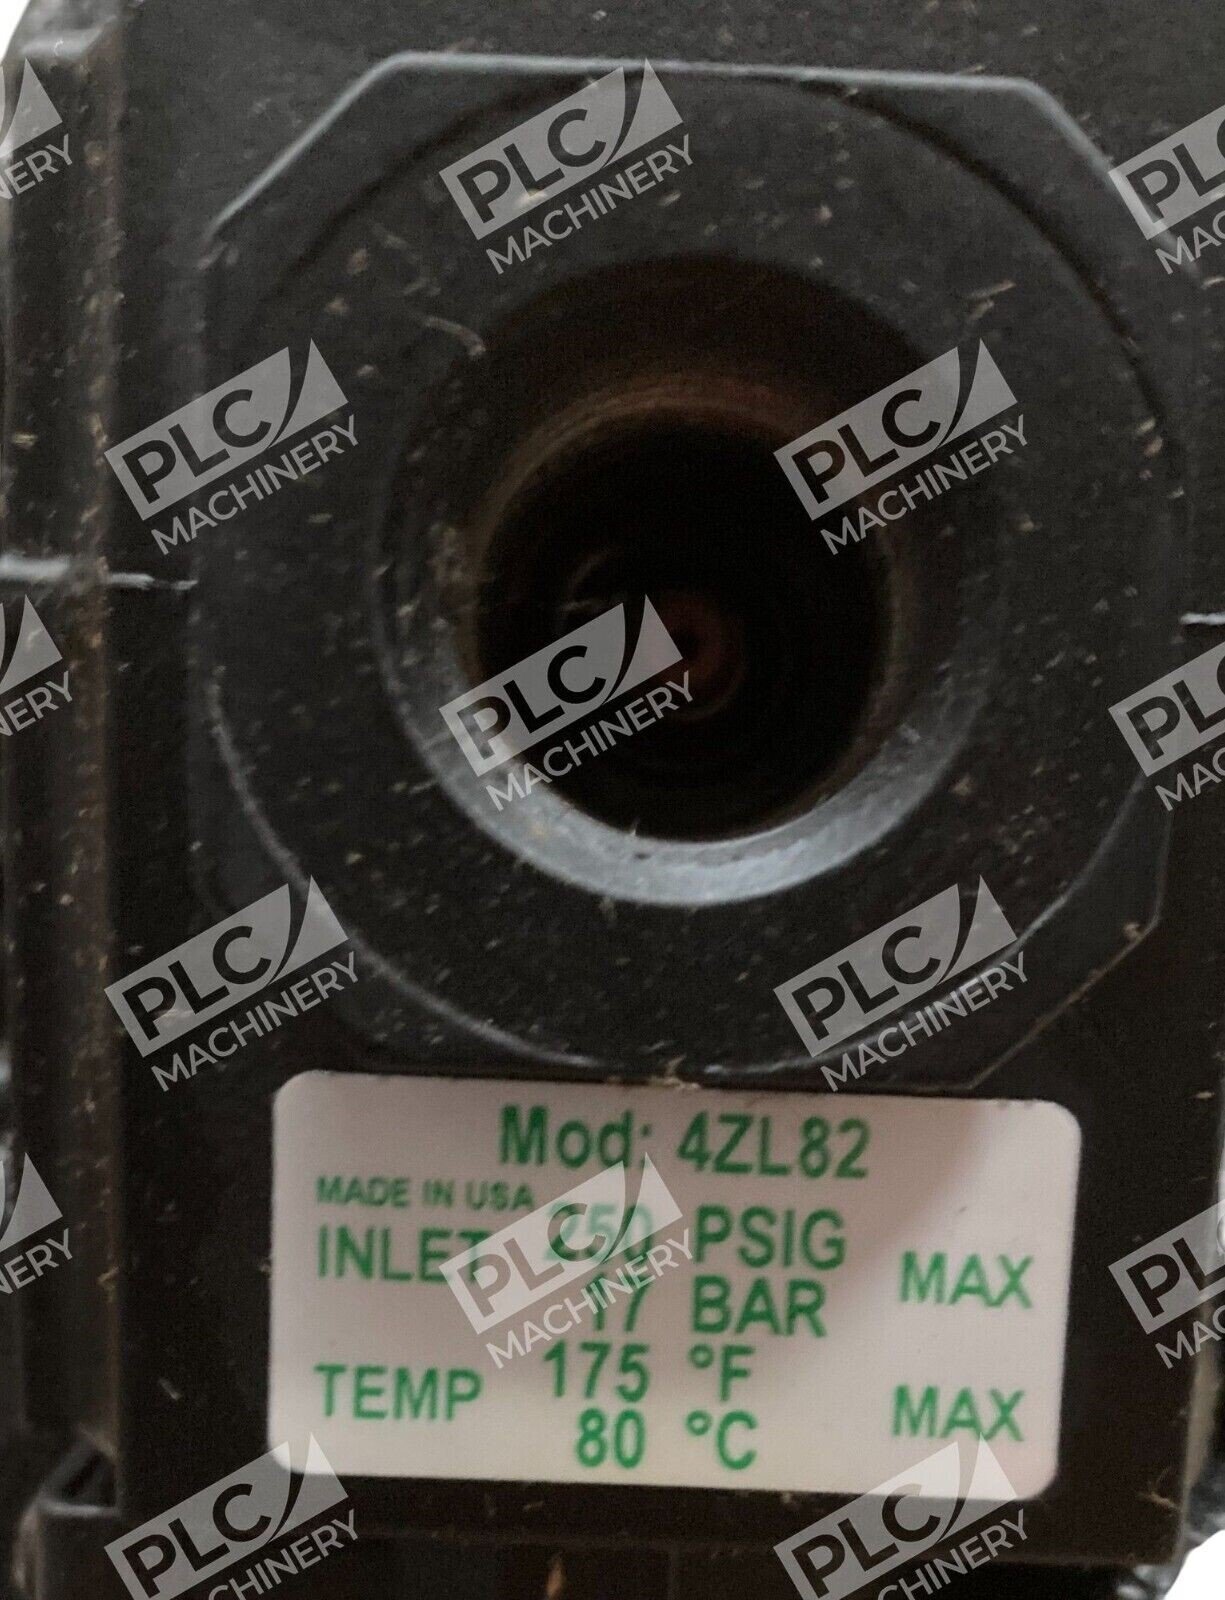 PLC
MACHINERY
Mod: 4ZL82
MADE IN USA
INLET 250 PSIG
17 BAR MAX
TEMP 175 °F
80 °C MAX